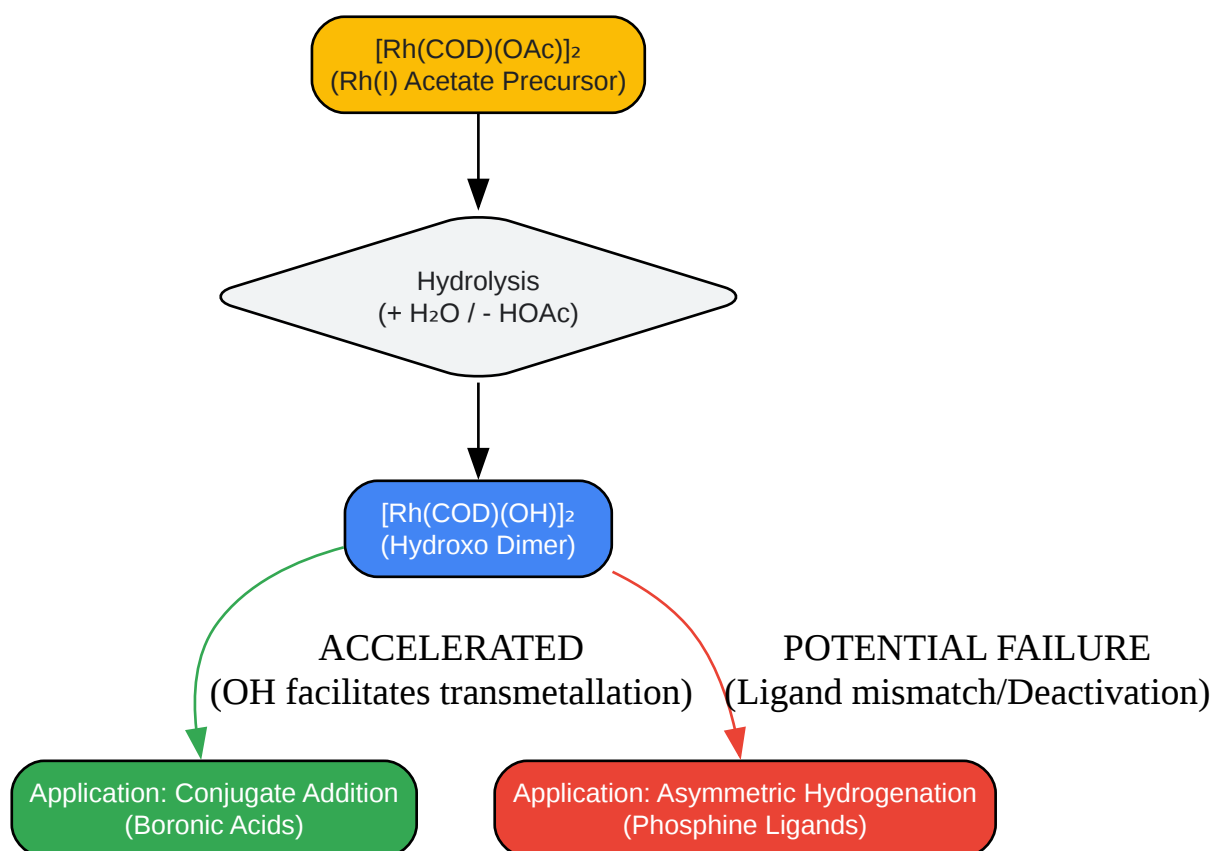 [Rh(COD)(OAc)]₂
(Rh(I) Acetate Precursor)
Hydrolysis
(+ H₂O / - HOAc)
[Rh(COD)(OH)]₂
(Hydroxo Dimer)
ACCELERATED
(OH facilitates transmetallation)
POTENTIAL FAILURE
(Ligand mismatch/Deactivation)
Application: Conjugate Addition
(Boronic Acids)
Application: Asymmetric Hydrogenation
(Phosphine Ligands)